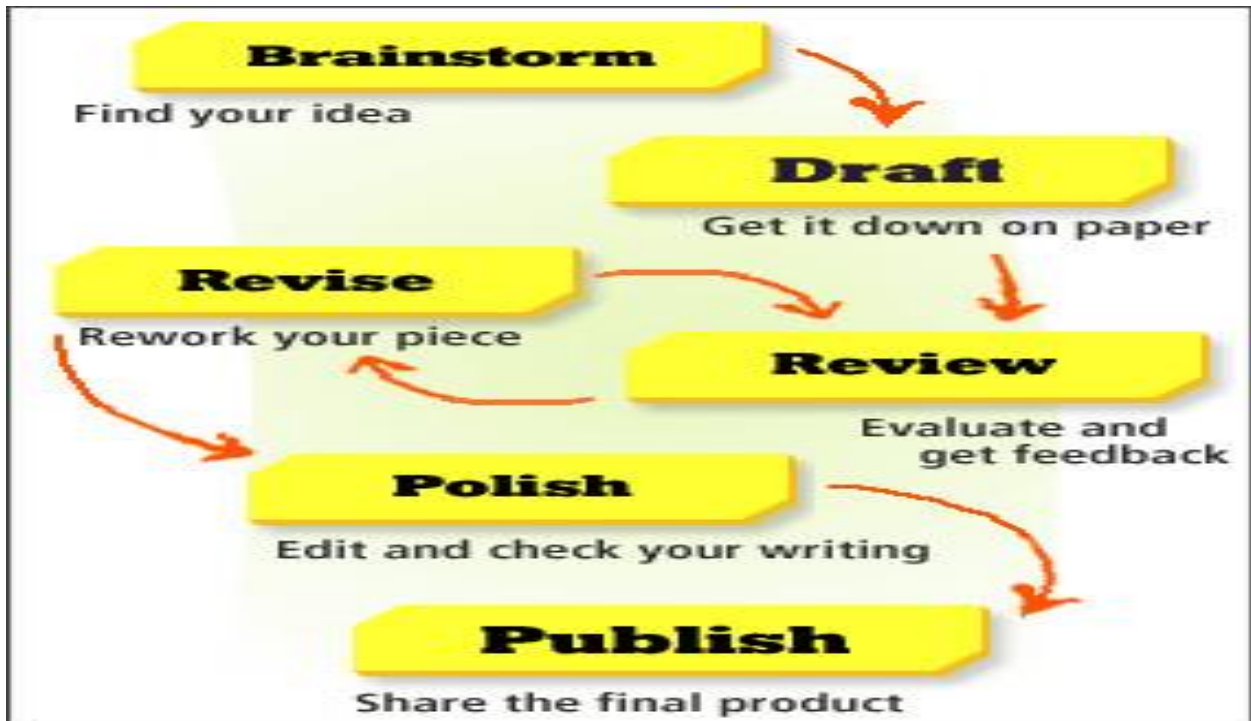 Brainstorm
Find your idea
Draft
Get it down on paper
Revise
Rework your piece
Review
Evaluate and
get feedback
Polish
Edit and check your writing
Publish
Share the final product